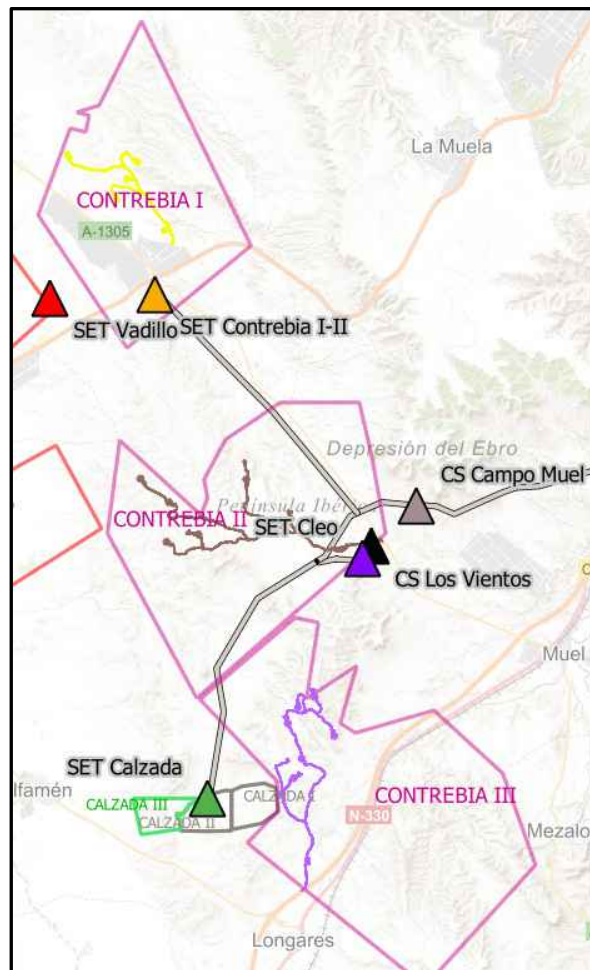 La Muela
CONTREBIA I
A-1305
SET Vadillo
SET Contrebia I-II
Depresión del Ebro
CS Campo Muel
Península Ibérica
CONTREBIA II
SET Cleo
CS Los Vientos
Muel
SET Calzada
lfamén
CALZADA III
CALZADA II
CALZADA I
CONTREBIA III
N-330
Mezalo
Longares